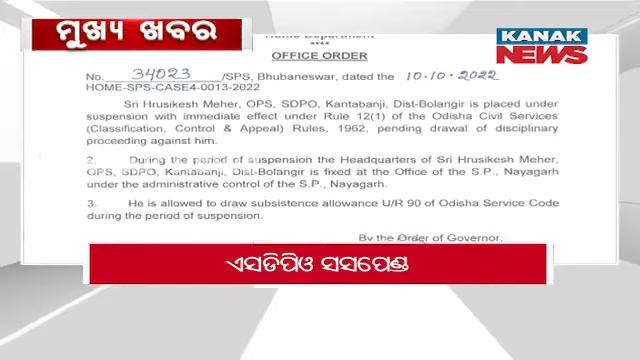 ମୁଖ୍ୟ ଖବର
KANAK
NEWS
Home Department
****
OFFICE ORDER
No. 34023 /SPS, Bhubaneswar, dated the 10.10.2022
HOME-SPS-CASE4-0013-2022
Sri Hrusikesh Meher, OPS, SDPO, Kantabanji, Dist-Bolangir is placed under
suspension with immediate effect under Rule 12(1) of the Odisha Civil Services
(Classification, Control & Appeal) Rules, 1962, pending drawal of disciplinary
proceeding against him.
2. During the period of suspension the Headquarters of Sri Hrusikesh Meher,
OPS, SDPO, Kantabanji, Dist-Bolangir is fixed at the Office of the S.P., Nayagarh
under the administrative control of the S.P., Nayagarh.
3. He is allowed to draw subsistence allowance U/R 90 of Odisha Service Code
during the period of suspension.
By the Order of Governor,
ଏସଡିପିଓ ସସପେଣ୍ଡ